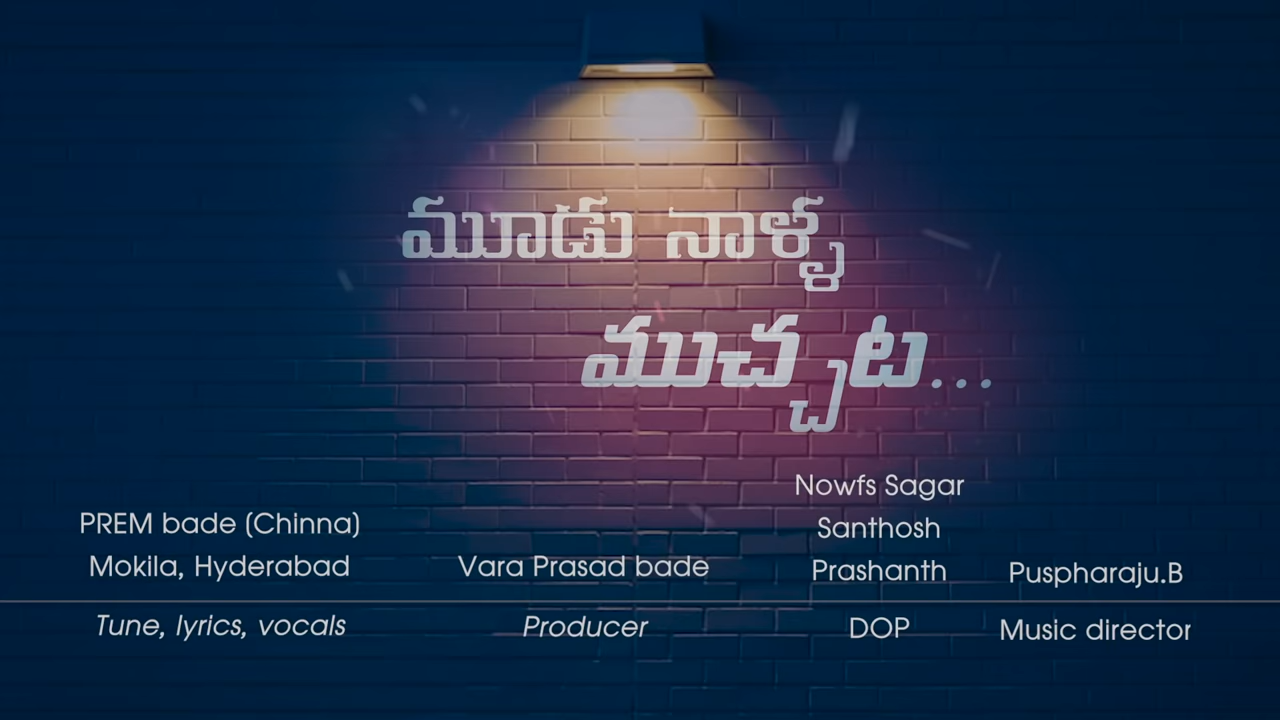 మూడు నాళ్ళ
ముచ్చట...
PREM bade (Chinna)
Mokila, Hyderabad
Tune, lyrics, vocals
Vara Prasad bade
Producer
Nowfs Sagar
Santhosh
Prashanth
DOP
Puspharaju.B
Music director